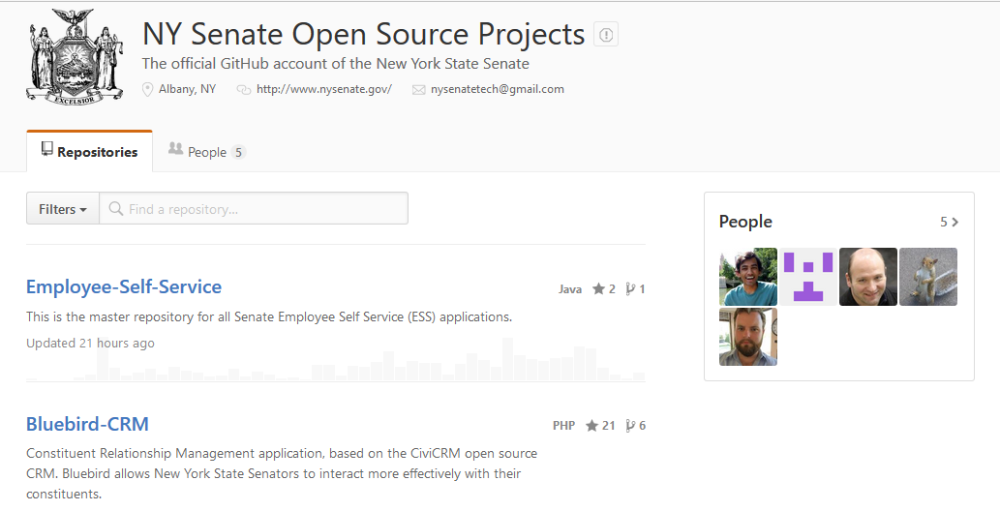 NY Senate Open Source Projects
The official GitHub account of the New York State Senate
Albany, NY http://www.nysenate.gov/ nysenatetech@gmail.com
EXCELSIOR
Repositories People 5
Filters Find a repository...
People 5
Employee-Self-Service Java 2 1
This is the master repository for all Senate Employee Self Service (ESS) applications.
Updated 21 hours ago
Bluebird-CRM PHP 21 6
Constituent Relationship Management application, based on the CiviCRM open source
CRM. Bluebird allows New York State Senators to interact more effectively with their
constituents.